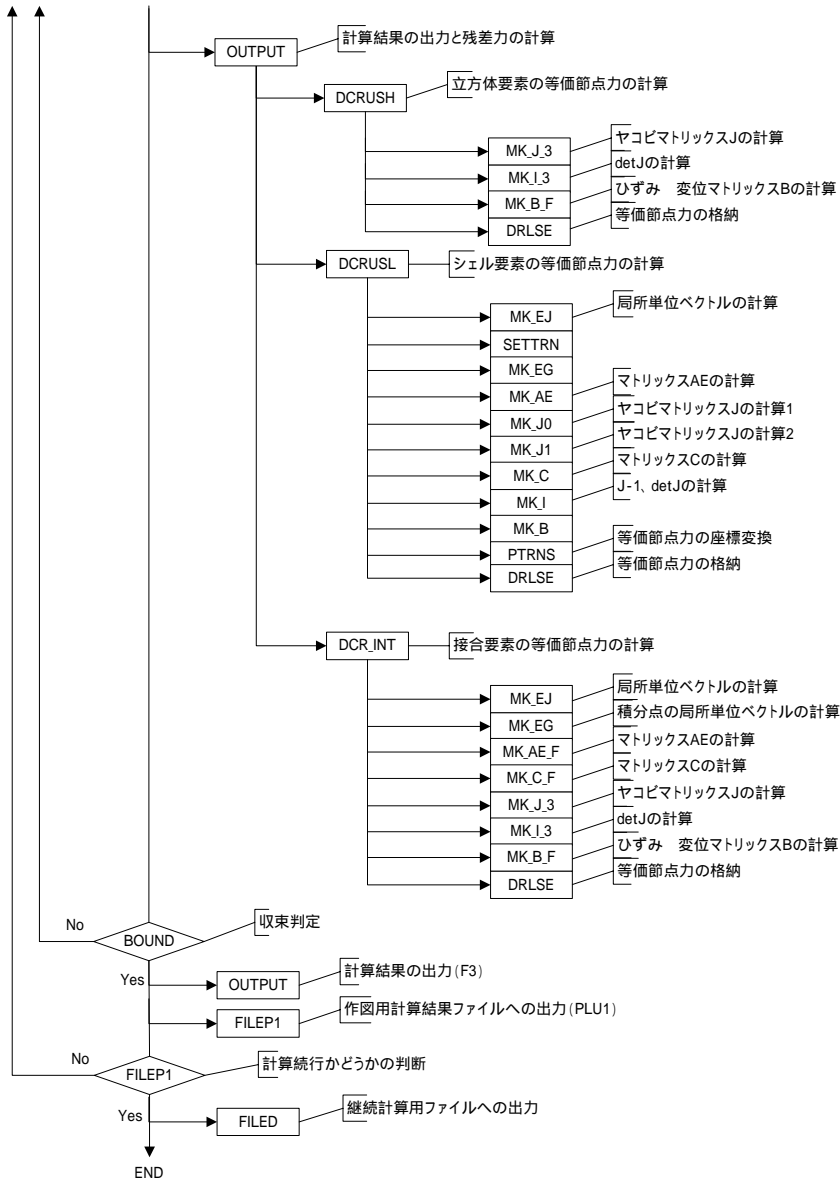 OUTPUT 計算結果の出力と残差力の計算
DCRUSH 立方体要素の等価節点力の計算
MK_J_3 ヤコビマトリックスJの計算
MK_I_3 detJの計算
MK_B_F ひずみ　変位マトリックスBの計算
DRLSE 等価節点力の格納
DCRUSL シェル要素の等価節点力の計算
MK_EJ 局所単位ベクトルの計算
SETTRN
MK_EG
MK_AE マトリックスAEの計算
MK_J0 ヤコビマトリックスJの計算1
MK_J1 ヤコビマトリックスJの計算2
MK_C マトリックスCの計算
MK_I J-1、detJの計算
MK_B
PTRNS 等価節点力の座標変換
DRLSE 等価節点力の格納
DCR_INT 接合要素の等価節点力の計算
MK_EJ 局所単位ベクトルの計算
MK_EG 積分点の局所単位ベクトルの計算
MK_AE_F マトリックスAEの計算
MK_C_F マトリックスCの計算
MK_J_3 ヤコビマトリックスJの計算
MK_I_3 detJの計算
MK_B_F ひずみ　変位マトリックスBの計算
DRLSE 等価節点力の格納
No BOUND 収束判定
Yes OUTPUT 計算結果の出力(F3)
FILEP1 作図用計算結果ファイルへの出力(PLU1)
No FILEP1 計算続行かどうかの判断
Yes FILED 継続計算用ファイルへの出力
END